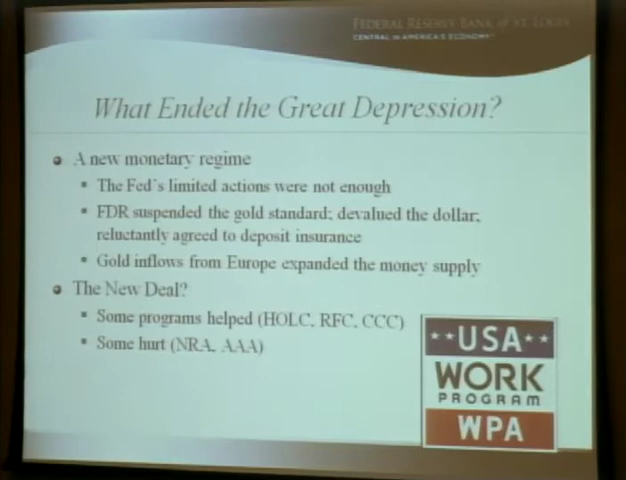 FEDERAL RESERVE BANK of ST. LOUIS
CENTRAL TO AMERICA'S ECONOMY
What Ended the Great Depression?
A new monetary regime
The Fed's limited actions were not enough
FDR suspended the gold standard; devalued the dollar;
reluctantly agreed to deposit insurance
Gold inflows from Europe expanded the money supply
The New Deal?
Some programs helped (HOLC, RFC, CCC)
Some hurt (NRA, AAA)
USA
WORK
PROGRAM
WPA